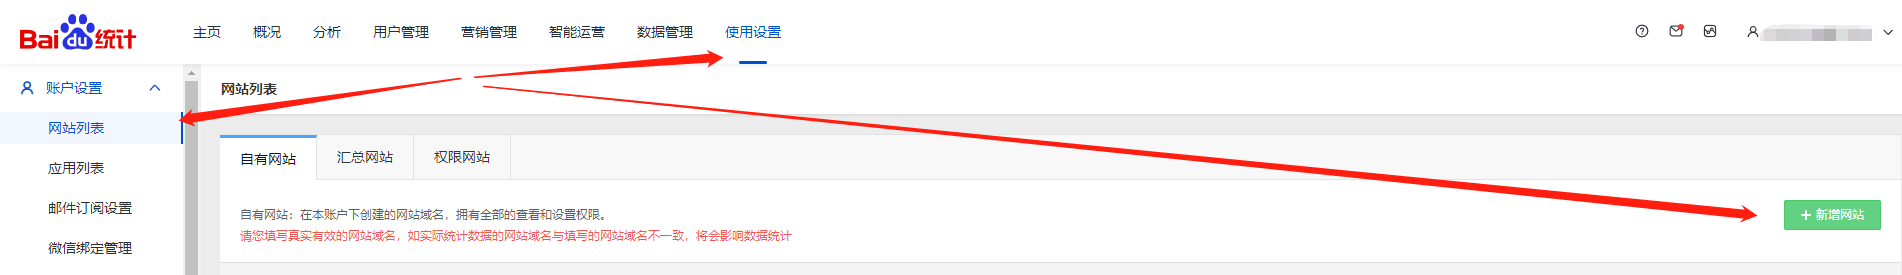 Bai du 统计
主页 概况 分析 用户管理 营销管理 智能运营 数据管理 使用设置
账户设置
网站列表
应用列表
邮件订阅设置
微信绑定管理
网站列表
自有网站 汇总网站 权限网站
自有网站：在本账户下创建的网站域名，拥有全部的查看和设置权限。
请您填写真实有效的网站域名，如实际统计数据的网站域名与填写的网站域名不一致，将会影响数据统计
+ 新增网站